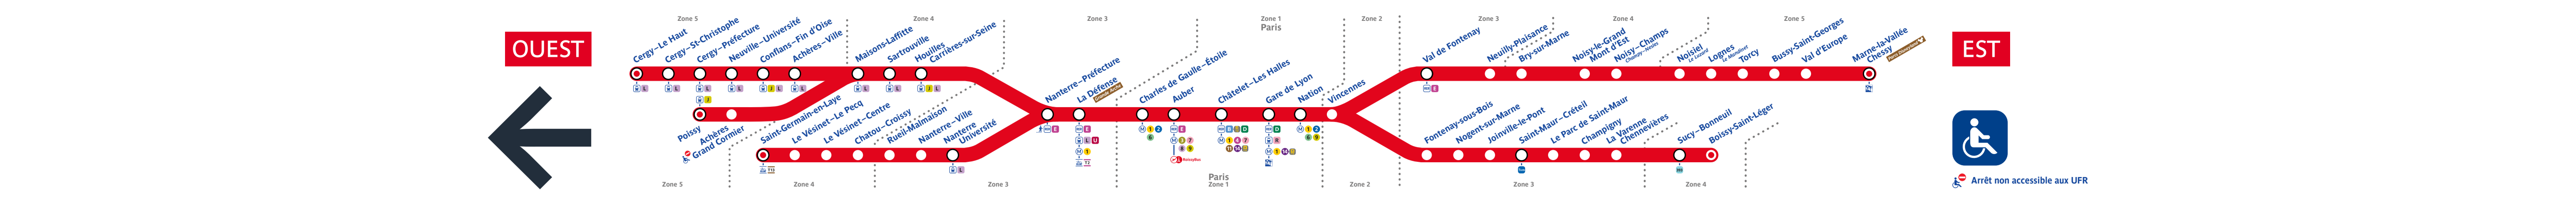 Zone 5
Zone 4
Zone 3
Zone 1
Paris
Zone 2
Zone 3
Zone 4
Zone 5
OUEST
Cergy–Le Haut
Cergy–St-Christophe
Cergy–Préfecture
Neuville–Université
Conflans–Fin d'Oise
Achères–Ville
Maisons-Laffitte
Sartrouville
Houilles
Carrières-sur-Seine
Poissy
Achères
Grand Cormier
Saint-Germain-en-Laye
Le Vésinet–Le Pecq
Le Vésinet–Centre
Chatou–Croissy
Rueil-Malmaison
Nanterre–Ville
Nanterre
Université
Nanterre–Préfecture
La Défense
Grande Arche
Charles de Gaulle–Étoile
Auber
RoissyBus
Châtelet–Les Halles
Gare de Lyon
Nation
Vincennes
Val de Fontenay
Neuilly-Plaisance
Bry-sur-Marne
Noisy-le-Grand
Mont d'Est
Noisy–Champs
Noisiel
Le Luzard
Lognes
Le Mandinet
Torcy
Bussy-Saint-Georges
Val d'Europe
Marne-la-Vallée
Chessy
Fontenay-sous-Bois
Nogent-sur-Marne
Joinville-le-Pont
Saint-Maur–Créteil
Le Parc de Saint-Maur
Champigny
La Varenne
Chennevières
Sucy–Bonneuil
Boissy-Saint-Léger
EST
Arrêt non accessible aux UFR
Zone 5
Zone 4
Zone 3
Paris
Zone 1
Zone 2
Zone 3
Zone 4